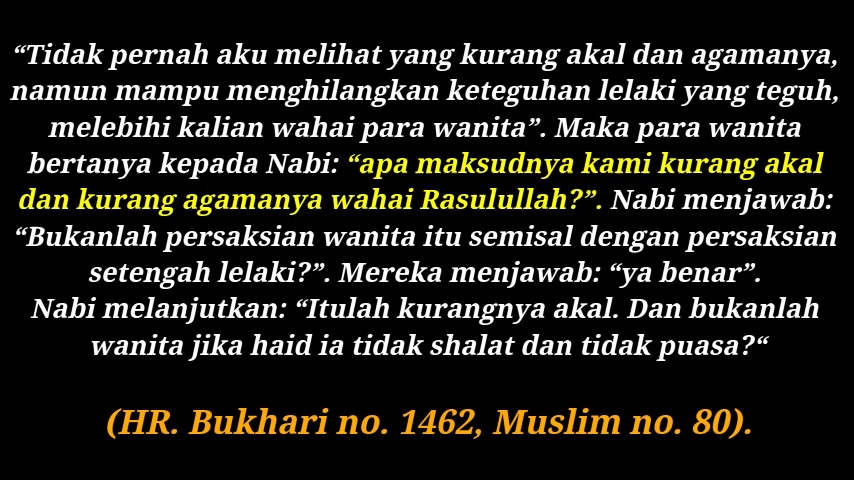 “Tidak pernah aku melihat yang kurang akal dan agamanya,
namun mampu menghilangkan keteguhan lelaki yang teguh,
melebihi kalian wahai para wanita”. Maka para wanita
bertanya kepada Nabi: “apa maksudnya kami kurang akal
dan kurang agamanya wahai Rasulullah?”. Nabi menjawab:
“Bukanlah persaksian wanita itu semisal dengan persaksian
setengah lelaki?”. Mereka menjawab: “ya benar”.
Nabi melanjutkan: “Itulah kurangnya akal. Dan bukanlah
wanita jika haid ia tidak shalat dan tidak puasa?“
(HR. Bukhari no. 1462, Muslim no. 80).